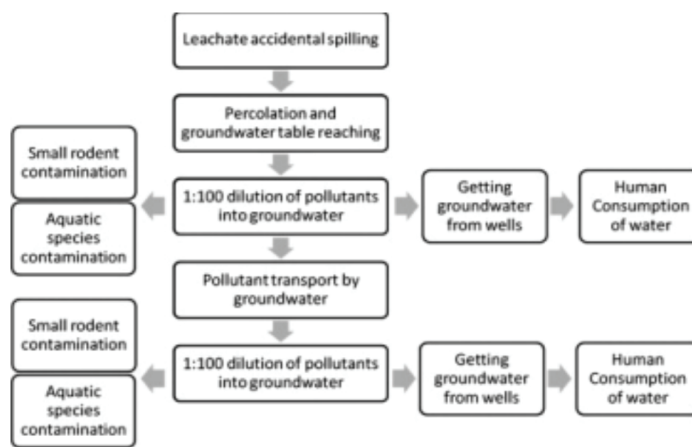 Leachate accidental spilling
Percolation and
groundwater table reaching
Small rodent
contamination
Aquatic
species
contamination
1:100 dilution of pollutants
into groundwater
Getting
groundwater
from wells
Human
Consumption
of water
Pollutant transport by
groundwater
Small rodent
contamination
Aquatic
species
contamination
1:100 dilution of pollutants
into groundwater
Getting
groundwater
from wells
Human
Consumption
of water